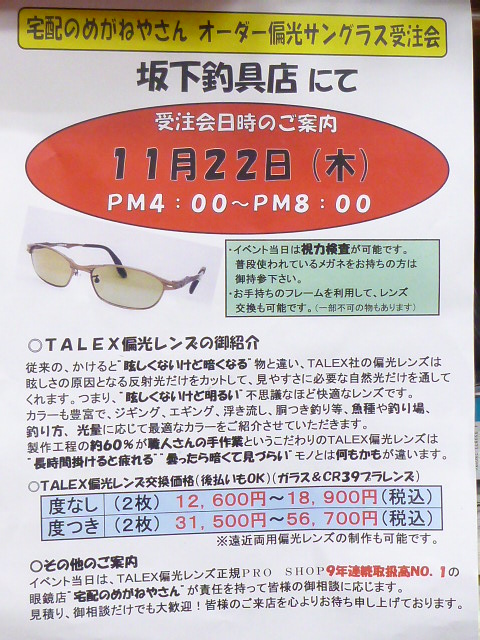 宅配のめがねやさん オーダー偏光サングラス受注会
坂下釣具店 にて
受注会日時のご案内
11月22日（木）
PM4：00～PM8：00
・イベント当日は視力検査が可能です。
普段使われているメガネをお持ちの方は
御持参下さい。
・お手持ちのフレームを利用して、レンズ
交換も可能です。（一部不可の物もあります）
○TALEX偏光レンズの御紹介
従来の、かけると"眩しくないけど暗くなる"物と違い、TALEX社の偏光レンズは
眩しさの原因となる反射光だけをカットして、見やすさに必要な自然光だけを通して
くれます。つまり、"眩しくないけど明るい"不思議なほど快適なレンズです。
カラーも豊富で、ジギング、エギング、浮き流し、胴つき釣り等、魚種や釣り場、
釣り方、光量に応じて最適なカラーをご紹介させていただきます。
製作工程の約60％が職人さんの手作業というこだわりのTALEX偏光レンズは
"長時間掛けると疲れる""曇ったら暗くて見づらい"モノとは何もかもが違います。
○TALEX偏光レンズ交換価格（後払いもOK）（ガラス＆CR39プラレンズ）
度なし（2枚）12,600円～18,900円（税込）
度つき（2枚）31,500円～56,700円（税込）
※遠近両用偏光レンズの制作も可能です。
○その他のご案内
イベント当日は、TALEX偏光レンズ正規PRO SHOP9年連続取扱高NO.1の
眼鏡店"宅配のめがねやさん"が責任を持って皆様の御相談に応じます。
見積り、御相談だけでも大歓迎！皆様のご来店を心よりお待ち申し上げております。